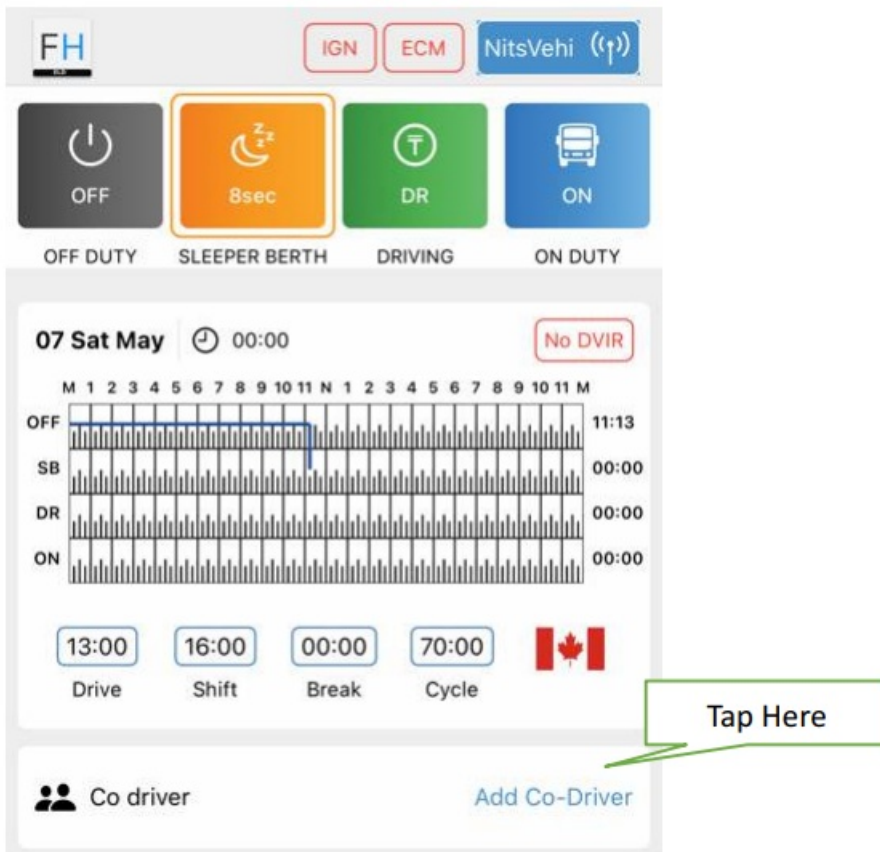 FH
ELD
IGN ECM NitsVehi
OFF 8sec DR ON
OFF DUTY SLEEPER BERTH DRIVING ON DUTY
07 Sat May 00:00 No DVIR
M 1 2 3 4 5 6 7 8 9 10 11 N 1 2 3 4 5 6 7 8 9 10 11 M
OFF 11:13
SB 00:00
DR 00:00
ON 00:00
13:00 16:00 00:00 70:00
Drive Shift Break Cycle
Tap Here
Co driver Add Co-Driver